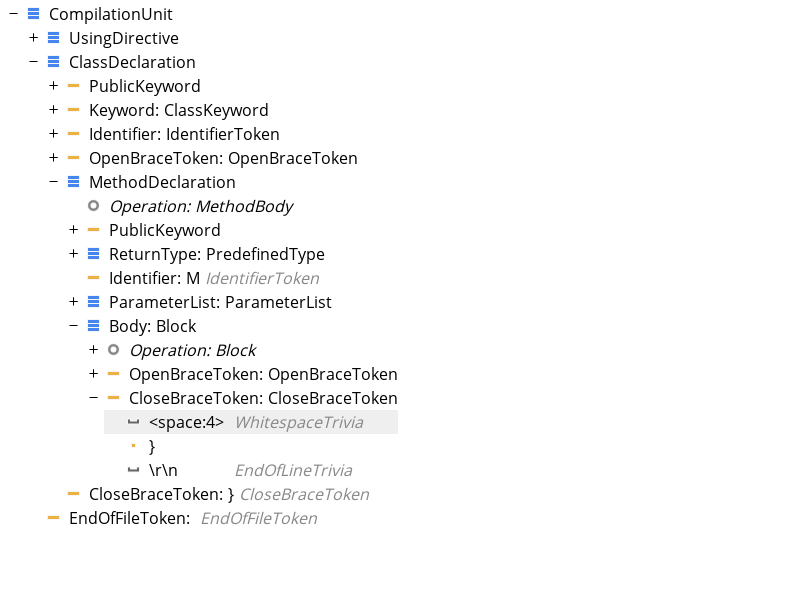 CompilationUnit
UsingDirective
ClassDeclaration
PublicKeyword
Keyword: ClassKeyword
Identifier: IdentifierToken
OpenBraceToken: OpenBraceToken
MethodDeclaration
Operation: MethodBody
PublicKeyword
ReturnType: PredefinedType
Identifier: M IdentifierToken
ParameterList: ParameterList
Body: Block
Operation: Block
OpenBraceToken: OpenBraceToken
CloseBraceToken: CloseBraceToken
<space:4> WhitespaceTrivia
}
\r\n EndOfLineTrivia
CloseBraceToken: } CloseBraceToken
EndOfFileToken: EndOfFileToken